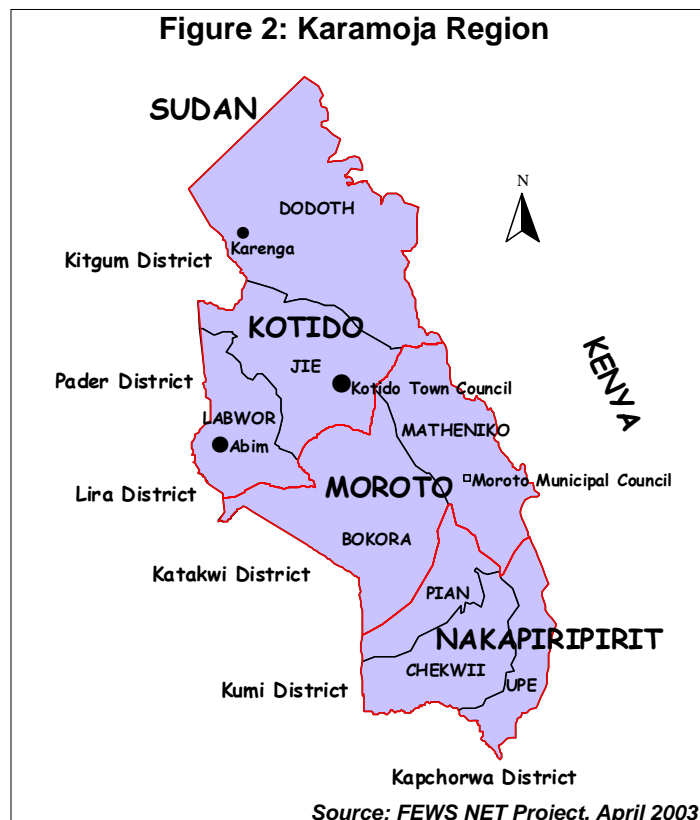 Figure 2: Karamoja Region
SUDAN
N
DODOTH
Karenga
Kitgum District
KOTIDO
KENYA
JIE
Pader District
Kotido Town Council
LABWOR
MATHENIKO
Abim
Moroto Municipal Council
MOROTO
Lira District
BOKORA
Katakwi District
PIAN
NAKAPIRIPIRIT
CHEKWII
UPE
Kumi District
Kapchorwa District
Source: FEWS NET Project, April 2003